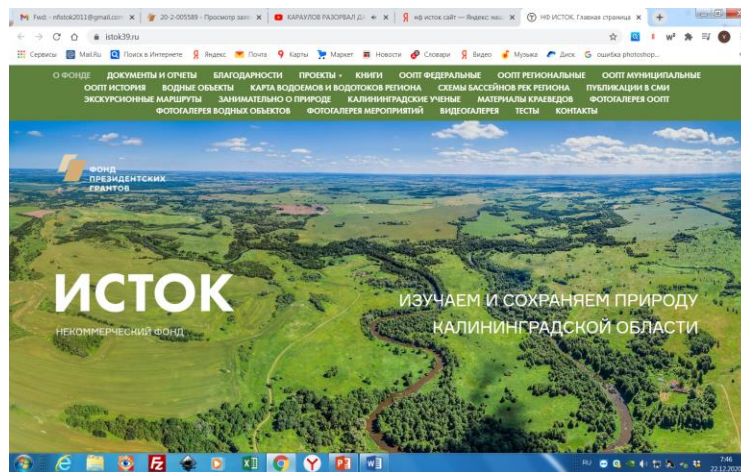 Fwd: - nfistok2011@gmail.com
20-2-005589 - Просмотр заяв
КАРАУЛОВ РАЗОРВАЛ Д
нф исток сайт — Яндекс: наш
НФ ИСТОК. Главная страница
istok39.ru
Сервисы Mail.Ru Поиск в Интернете Яндекс Почта Карты Маркет Новости Словари Видео Музыка Диск ошибка photoshop...
О ФОНДЕ ДОКУМЕНТЫ И ОТЧЕТЫ БЛАГОДАРНОСТИ ПРОЕКТЫ КНИГИ ООПТ ФЕДЕРАЛЬНЫЕ ООПТ РЕГИОНАЛЬНЫЕ ООПТ МУНИЦИПАЛЬНЫЕ
ООПТ ИСТОРИЯ ВОДНЫЕ ОБЪЕКТЫ КАРТА ВОДОЕМОВ И ВОДОТОКОВ РЕГИОНА СХЕМЫ БАССЕЙНОВ РЕК РЕГИОНА ПУБЛИКАЦИИ В СМИ
ЭКСКУРСИОННЫЕ МАРШРУТЫ ЗАНИМАТЕЛЬНО О ПРИРОДЕ КАЛИНИНГРАДСКИЕ УЧЕНЫЕ МАТЕРИАЛЫ КРАЕВЕДОВ ФОТОГАЛЕРЕЯ ООПТ
ФОТОГАЛЕРЕЯ ВОДНЫХ ОБЪЕКТОВ ФОТОГАЛЕРЕЯ МЕРОПРИЯТИЙ ВИДЕОГАЛЕРЕЯ ТЕСТЫ КОНТАКТЫ
ФОНД
ПРЕЗИДЕНТСКИХ
ГРАНТОВ
ИСТОК
НЕКОММЕРЧЕСКИЙ ФОНД
ИЗУЧАЕМ И СОХРАНЯЕМ ПРИРОДУ
КАЛИНИНГРАДСКОЙ ОБЛАСТИ
RU
7:46
22.12.2020